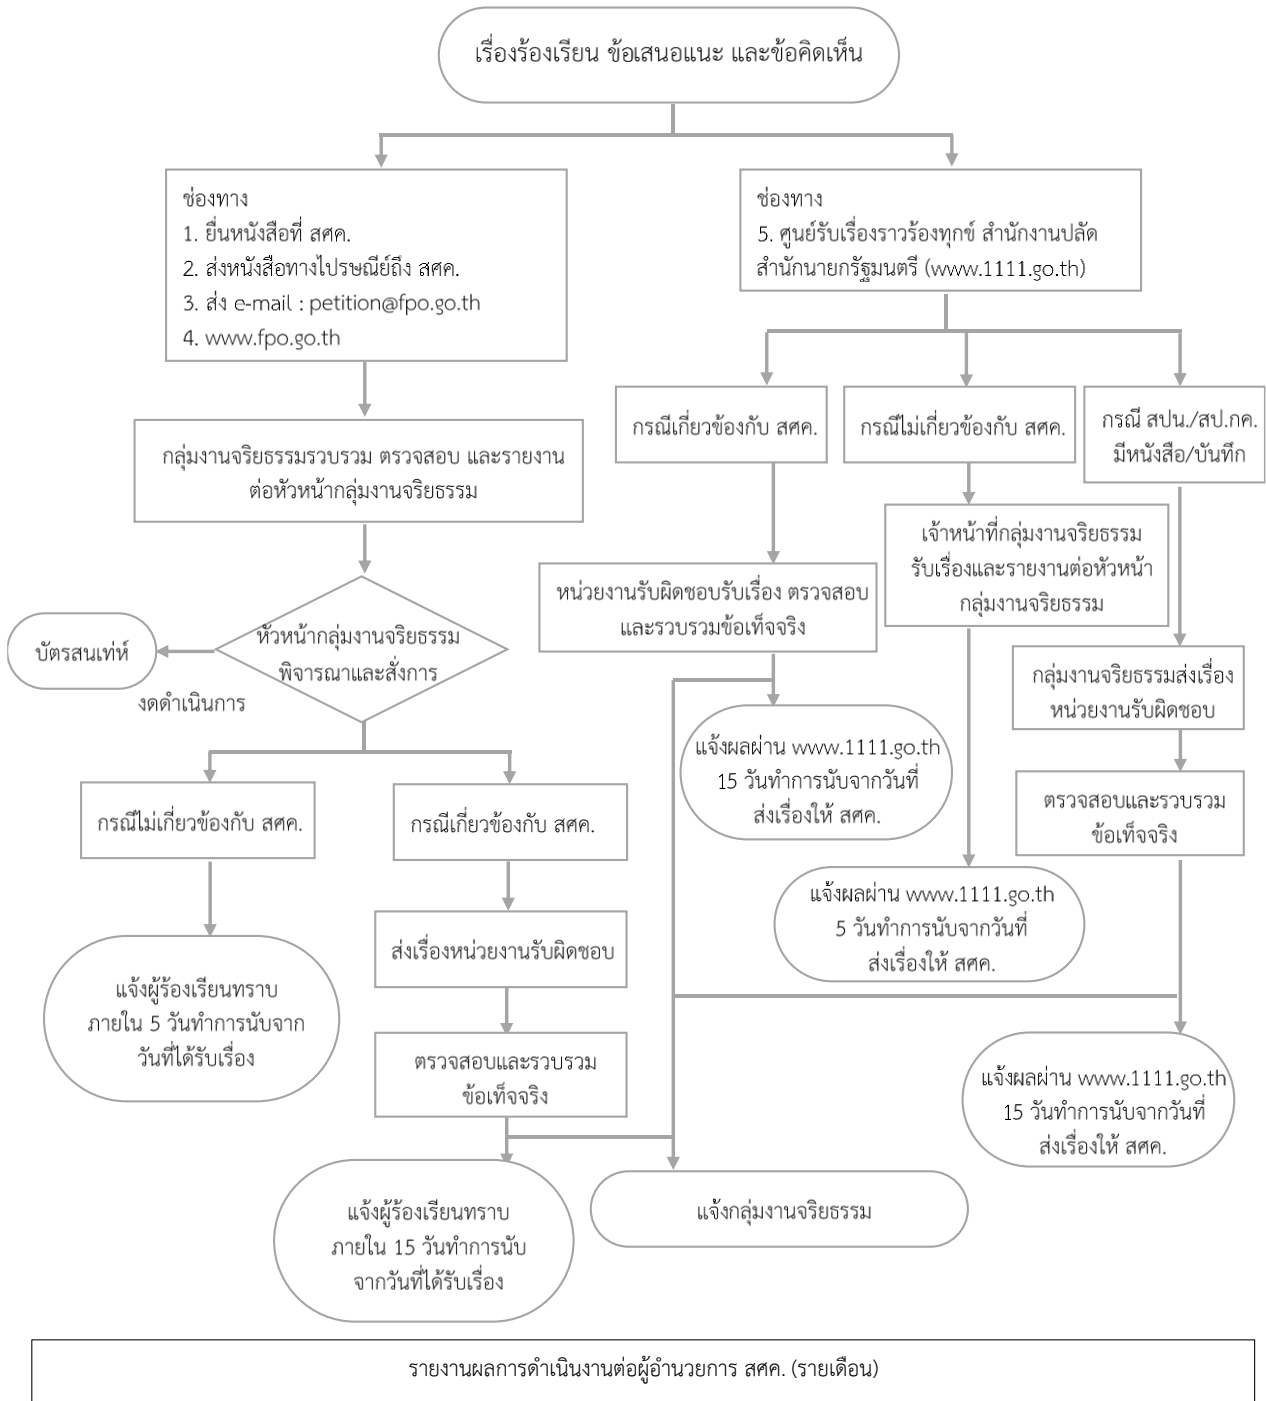 เรื่องร้องเรียน ข้อเสนอแนะ และข้อคิดเห็น
ช่องทาง
1. ยื่นหนังสือที่ สศค.
2. ส่งหนังสือทางไปรษณีย์ถึง สศค.
3. ส่ง e-mail : petition@fpo.go.th
4. www.fpo.go.th
ช่องทาง
5. ศูนย์รับเรื่องราวร้องทุกข์ สำนักงานปลัด
สำนักนายกรัฐมนตรี (www.1111.go.th)
กลุ่มงานจริยธรรมรวบรวม ตรวจสอบ และรายงาน
ต่อหัวหน้ากลุ่มงานจริยธรรม
กรณีเกี่ยวข้องกับ สศค.
กรณีไม่เกี่ยวข้องกับ สศค.
กรณี สปน./สป.กค.
มีหนังสือ/บันทึก
เจ้าหน้าที่กลุ่มงานจริยธรรม
รับเรื่องและรายงานต่อหัวหน้า
กลุ่มงานจริยธรรม
หน่วยงานรับผิดชอบรับเรื่อง ตรวจสอบ
และรวบรวมข้อเท็จจริง
หัวหน้ากลุ่มงานจริยธรรม
พิจารณาและสั่งการ
บัตรสนเท่ห์
งดดำเนินการ
กลุ่มงานจริยธรรมส่งเรื่อง
หน่วยงานรับผิดชอบ
แจ้งผลผ่าน www.1111.go.th
15 วันทำการนับจากวันที่
ส่งเรื่องให้ สศค.
กรณีไม่เกี่ยวข้องกับ สศค.
กรณีเกี่ยวข้องกับ สศค.
ตรวจสอบและรวบรวม
ข้อเท็จจริง
แจ้งผลผ่าน www.1111.go.th
5 วันทำการนับจากวันที่
ส่งเรื่องให้ สศค.
ส่งเรื่องหน่วยงานรับผิดชอบ
แจ้งผู้ร้องเรียนทราบ
ภายใน 5 วันทำการนับจาก
วันที่ได้รับเรื่อง
ตรวจสอบและรวบรวม
ข้อเท็จจริง
แจ้งผลผ่าน www.1111.go.th
15 วันทำการนับจากวันที่
ส่งเรื่องให้ สศค.
แจ้งผู้ร้องเรียนทราบ
ภายใน 15 วันทำการนับ
จากวันที่ได้รับเรื่อง
แจ้งกลุ่มงานจริยธรรม
รายงานผลการดำเนินงานต่อผู้อำนวยการ สศค. (รายเดือน)